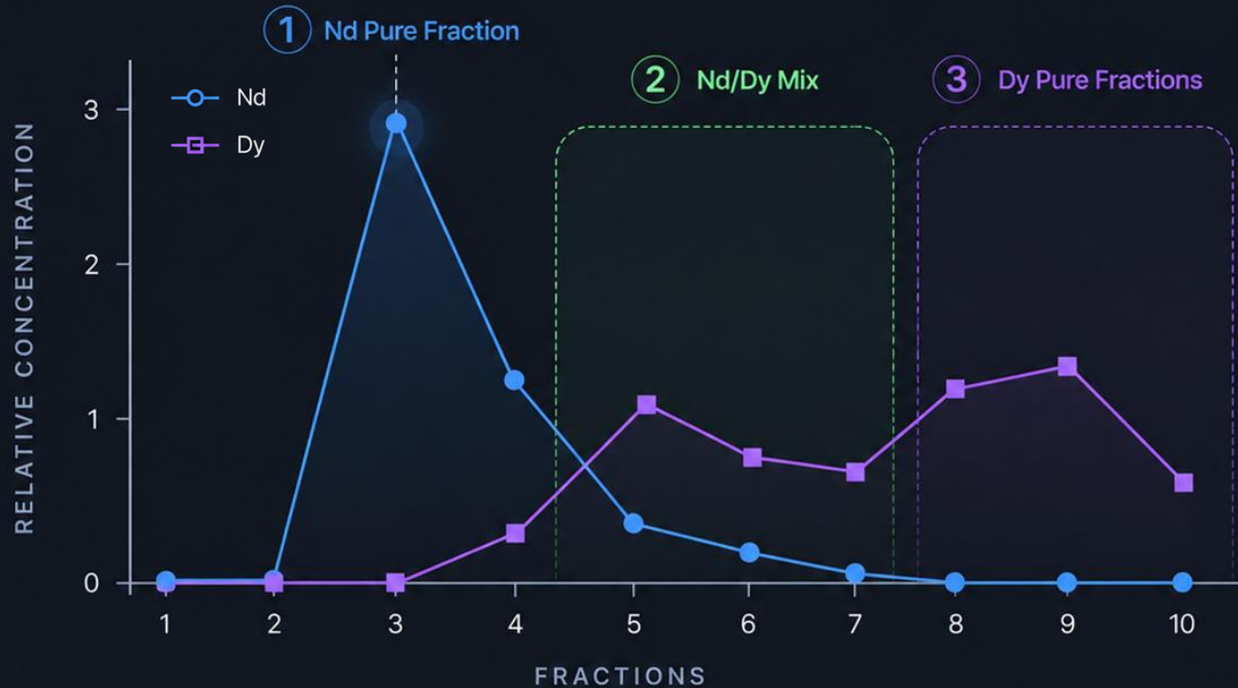 1 Nd Pure Fraction
2 Nd/Dy Mix
3 Dy Pure Fractions
Nd
Dy
RELATIVE CONCENTRATION
3
2
1
0
1 2 3 4 5 6 7 8 9 10
FRACTIONS